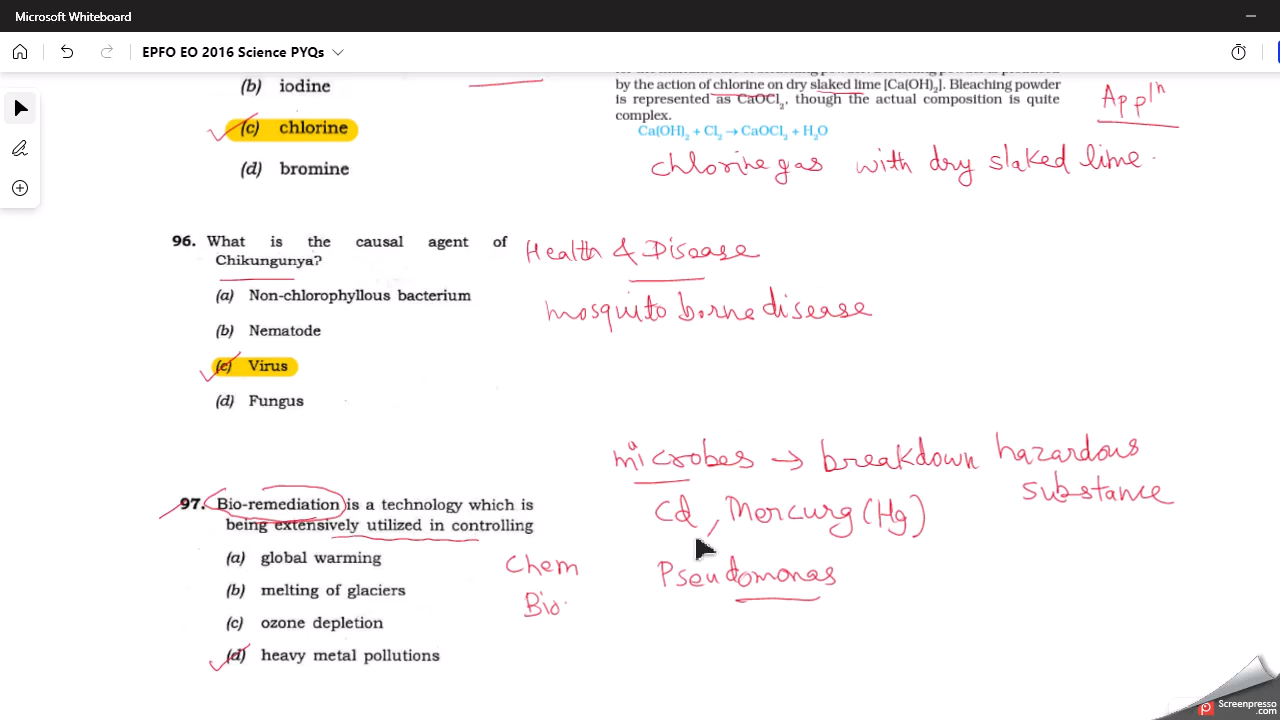 Microsoft Whiteboard
EPFO EO 2016 Science PYQs
(b) iodine
(c) chlorine
(d) bromine
by the action of chlorine on dry slaked lime [Ca(OH)₂]. Bleaching powder
is represented as CaOCl₂, though the actual composition is quite
complex.
Ca(OH)₂ + Cl₂ → CaOCl₂ + H₂O
Applⁿ
chlorine gas with dry slaked lime.
96. What is the causal agent of
Chikungunya?
(a) Non-chlorophyllous bacterium
(b) Nematode
(c) Virus
(d) Fungus
Health & Disease
mosquito borne disease
microbes → breakdown hazardous
substance
Cd, Mercury (Hg)
Pseudomonas
97. Bio-remediation is a technology which is
being extensively utilized in controlling
(a) global warming
(b) melting of glaciers
(c) ozone depletion
(d) heavy metal pollutions
Chem
Bio
Screenpresso
.com